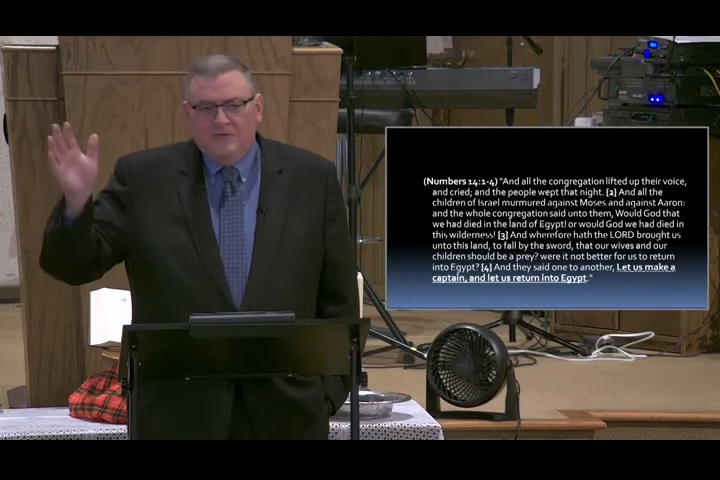 (Numbers 14:1-4) "And all the congregation lifted up their voice,
and cried; and the people wept that night. [2] And all the
children of Israel murmured against Moses and against Aaron:
and the whole congregation said unto them, Would God that
we had died in the land of Egypt! or would God we had died in
this wilderness! [3] And wherefore hath the LORD brought us
unto this land, to fall by the sword, that our wives and our
children should be a prey? were it not better for us to return
into Egypt? [4] And they said one to another, Let us make a
captain, and let us return into Egypt."